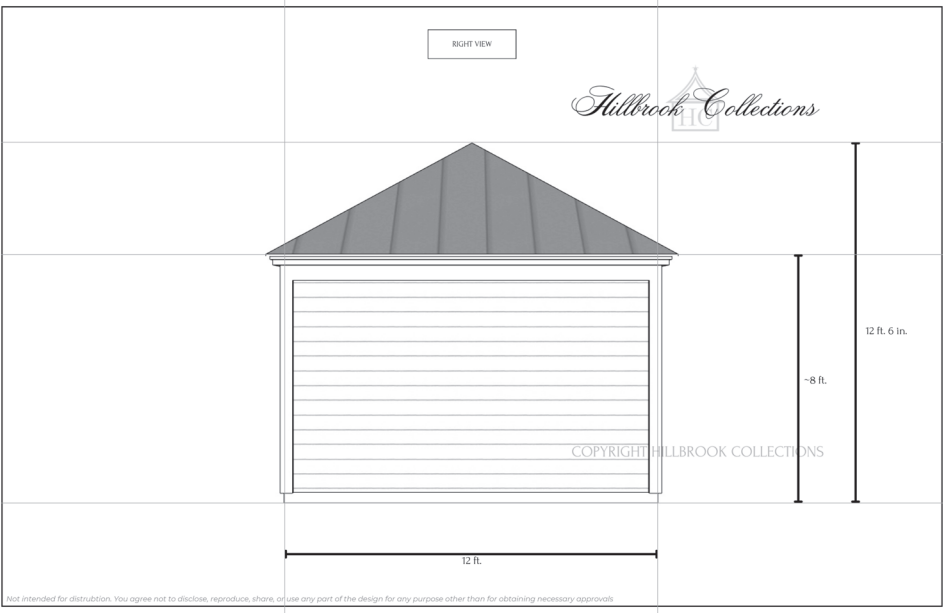 RIGHT VIEW
Hillbrook Collections
HC
12 ft. 6 in.
~8 ft.
COPYRIGHT HILLBROOK COLLECTIONS
12 ft.
Not intended for distrubtion. You agree not to disclose, reproduce, share, or use any part of the design for any purpose other than for obtaining necessary approvals